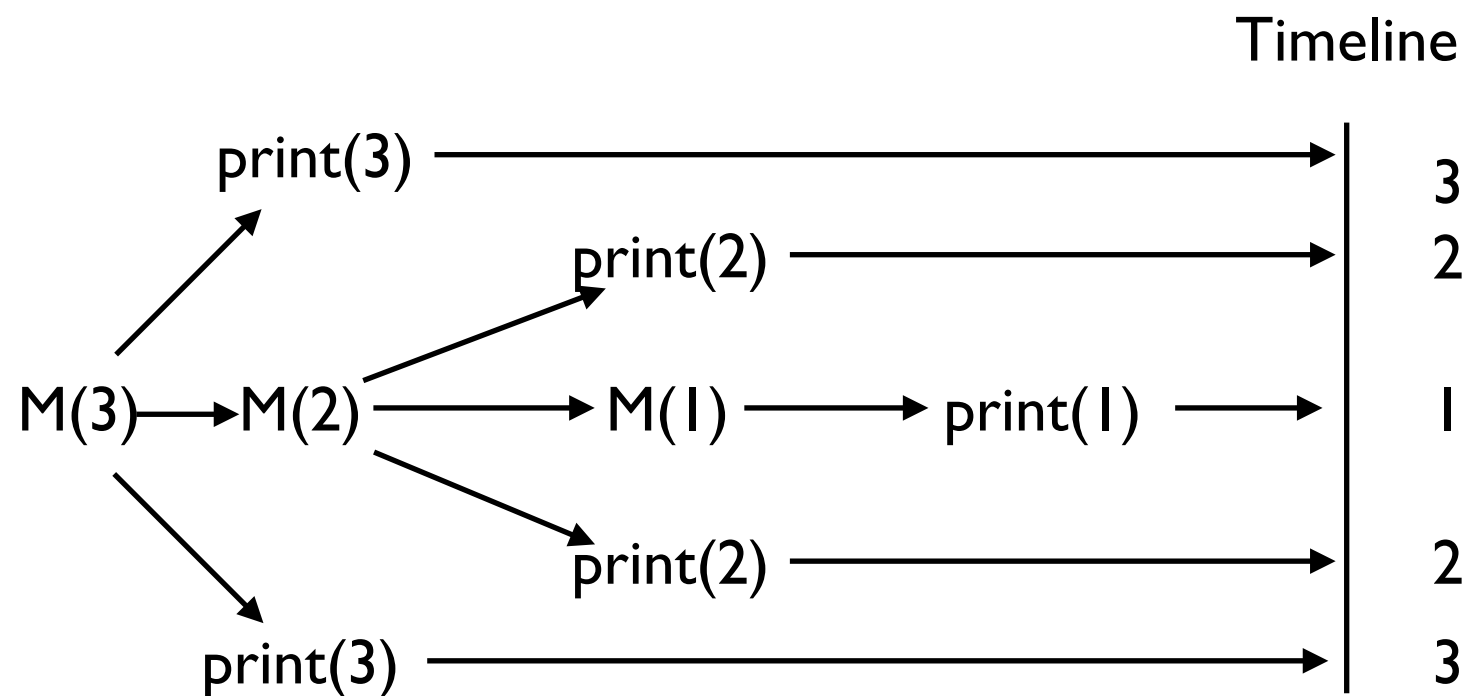 Timeline
print(3) 3
print(2) 2
M(3) M(2) M(1) print(1) 1
print(2) 2
print(3) 3